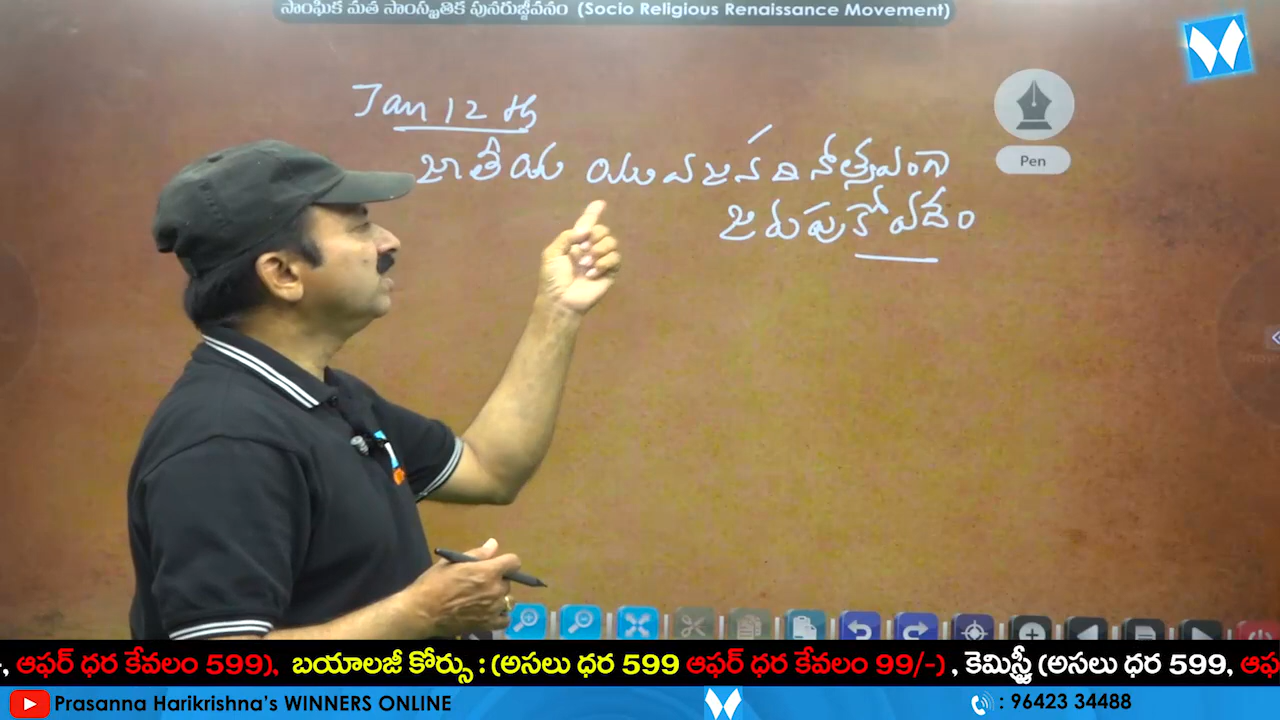 సాంఘిక మత సాంస్కృతిక పునరుజ్జీవనం (Socio Religious Renaissance Movement)
Jan 12 th
జాతీయ యువజన దినోత్సవంగా
జరుపుకోవడం
Pen
ఆఫర్ ధర కేవలం 599), బయాలజీ కోర్సు : (అసలు ధర 599 ఆఫర్ ధర కేవలం 99/-) , కెమిస్ట్రీ (అసలు ధర 599,
Prasanna Harikrishna's WINNERS ONLINE
: 96423 34488